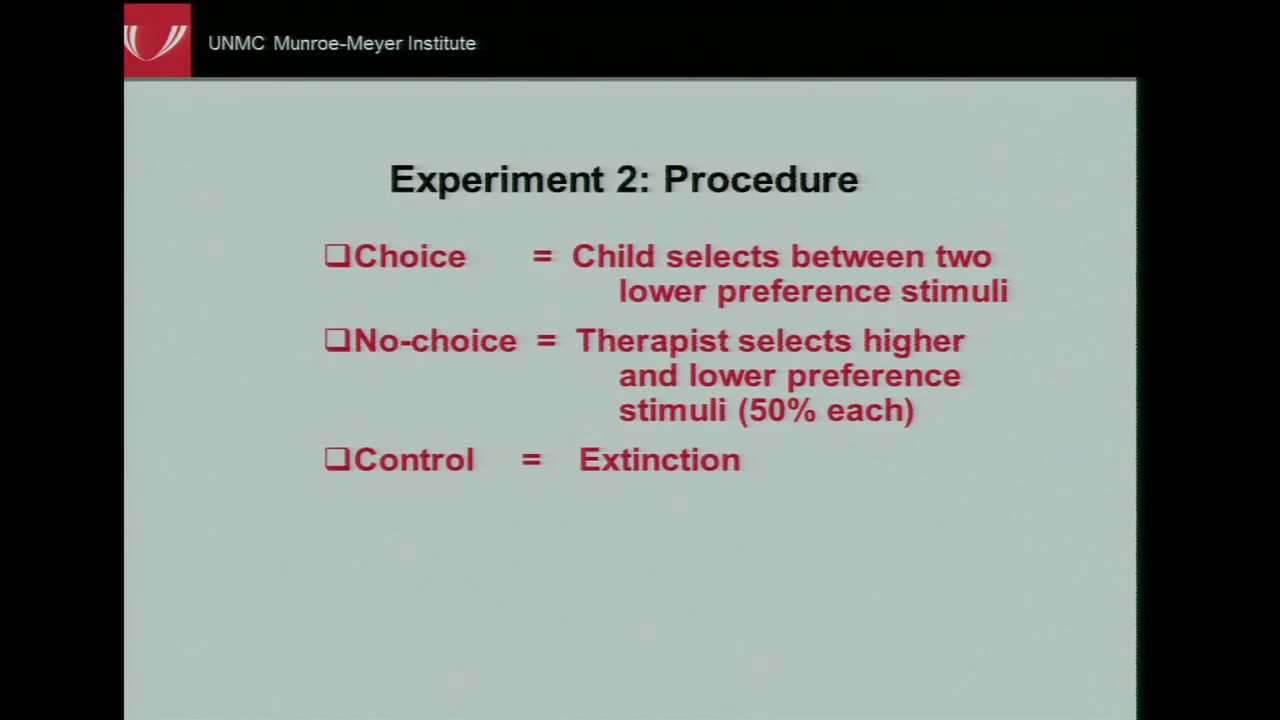 UNMC Munroe-Meyer Institute
Experiment 2: Procedure
❑Choice = Child selects between two
lower preference stimuli
❑No-choice = Therapist selects higher
and lower preference
stimuli (50% each)
❑Control = Extinction